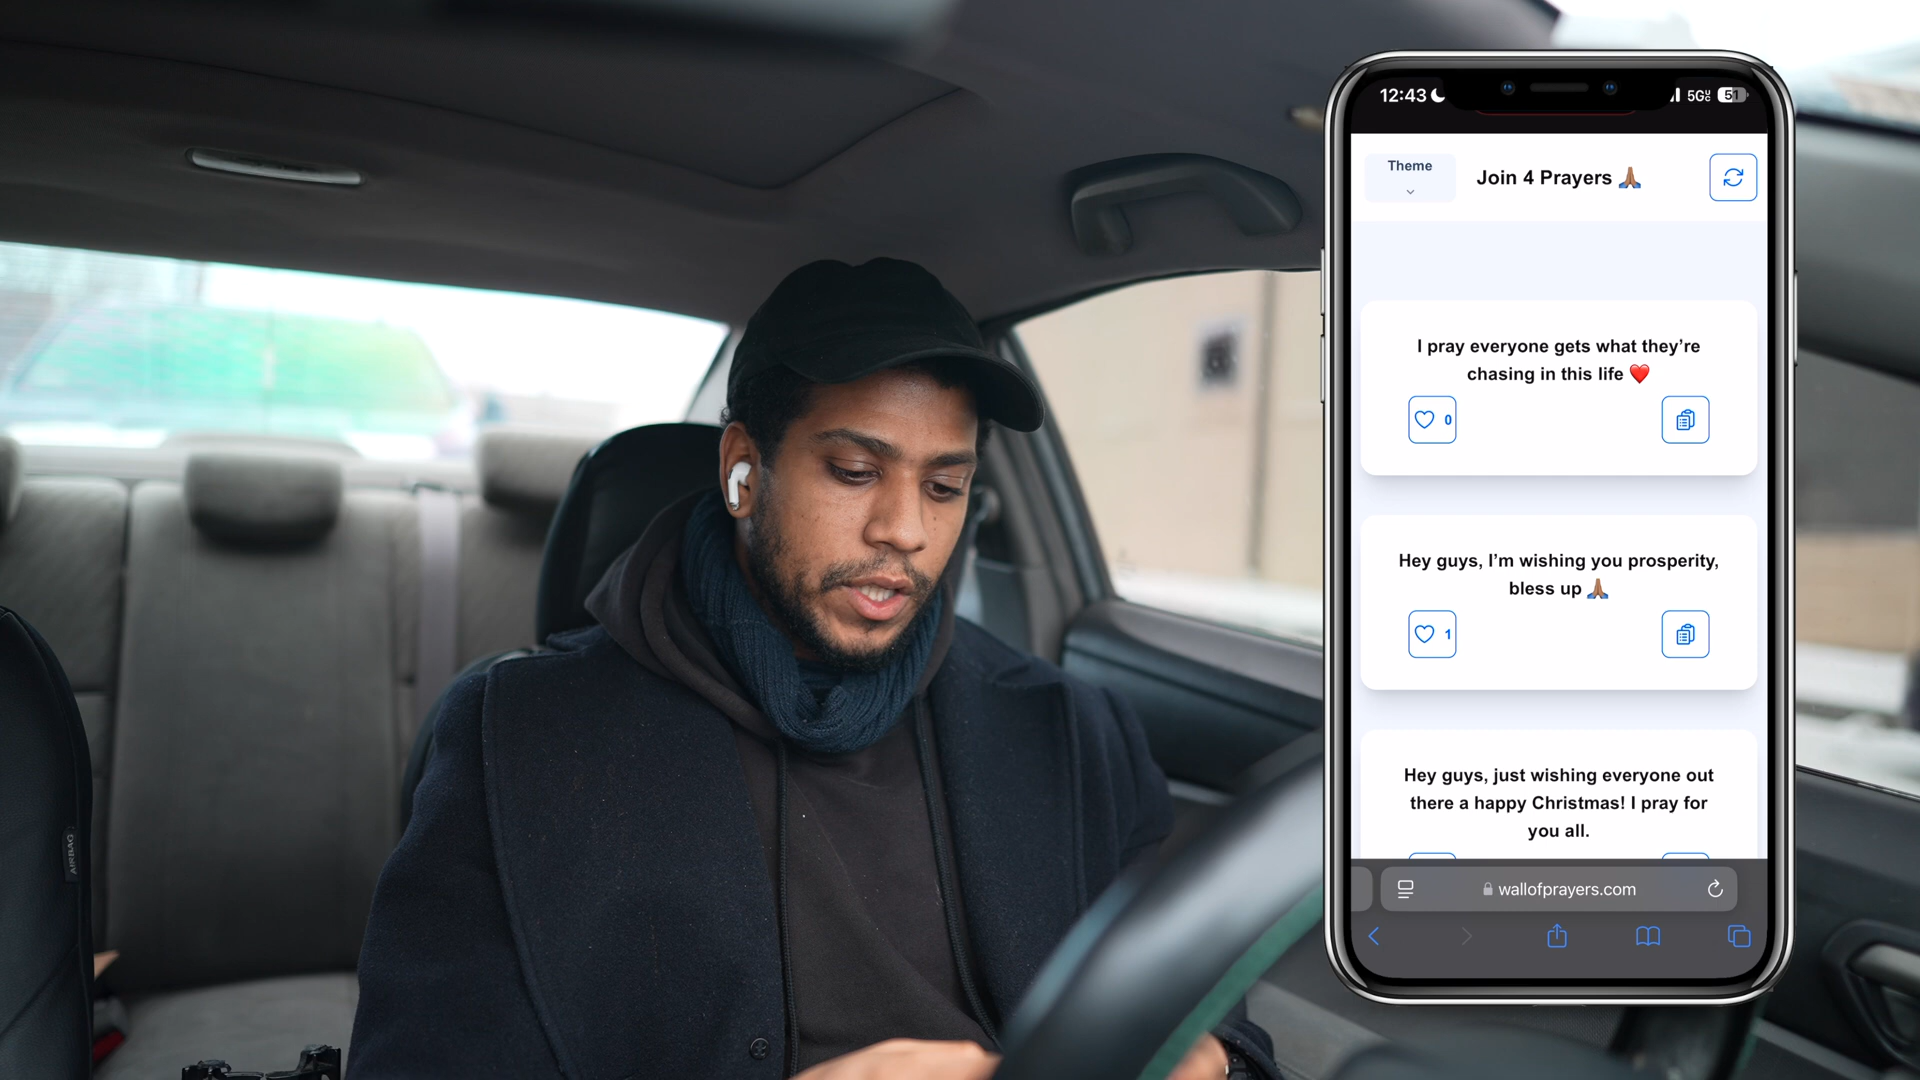 12:43
5GUC 51
Theme
Join 4 Prayers 🙏🏽
I pray everyone gets what they’re
chasing in this life ❤️
0
Hey guys, I’m wishing you prosperity,
bless up 🙏🏽
1
Hey guys, just wishing everyone out
there a happy Christmas! I pray for
you all.
wallofprayers.com
AIRBAG